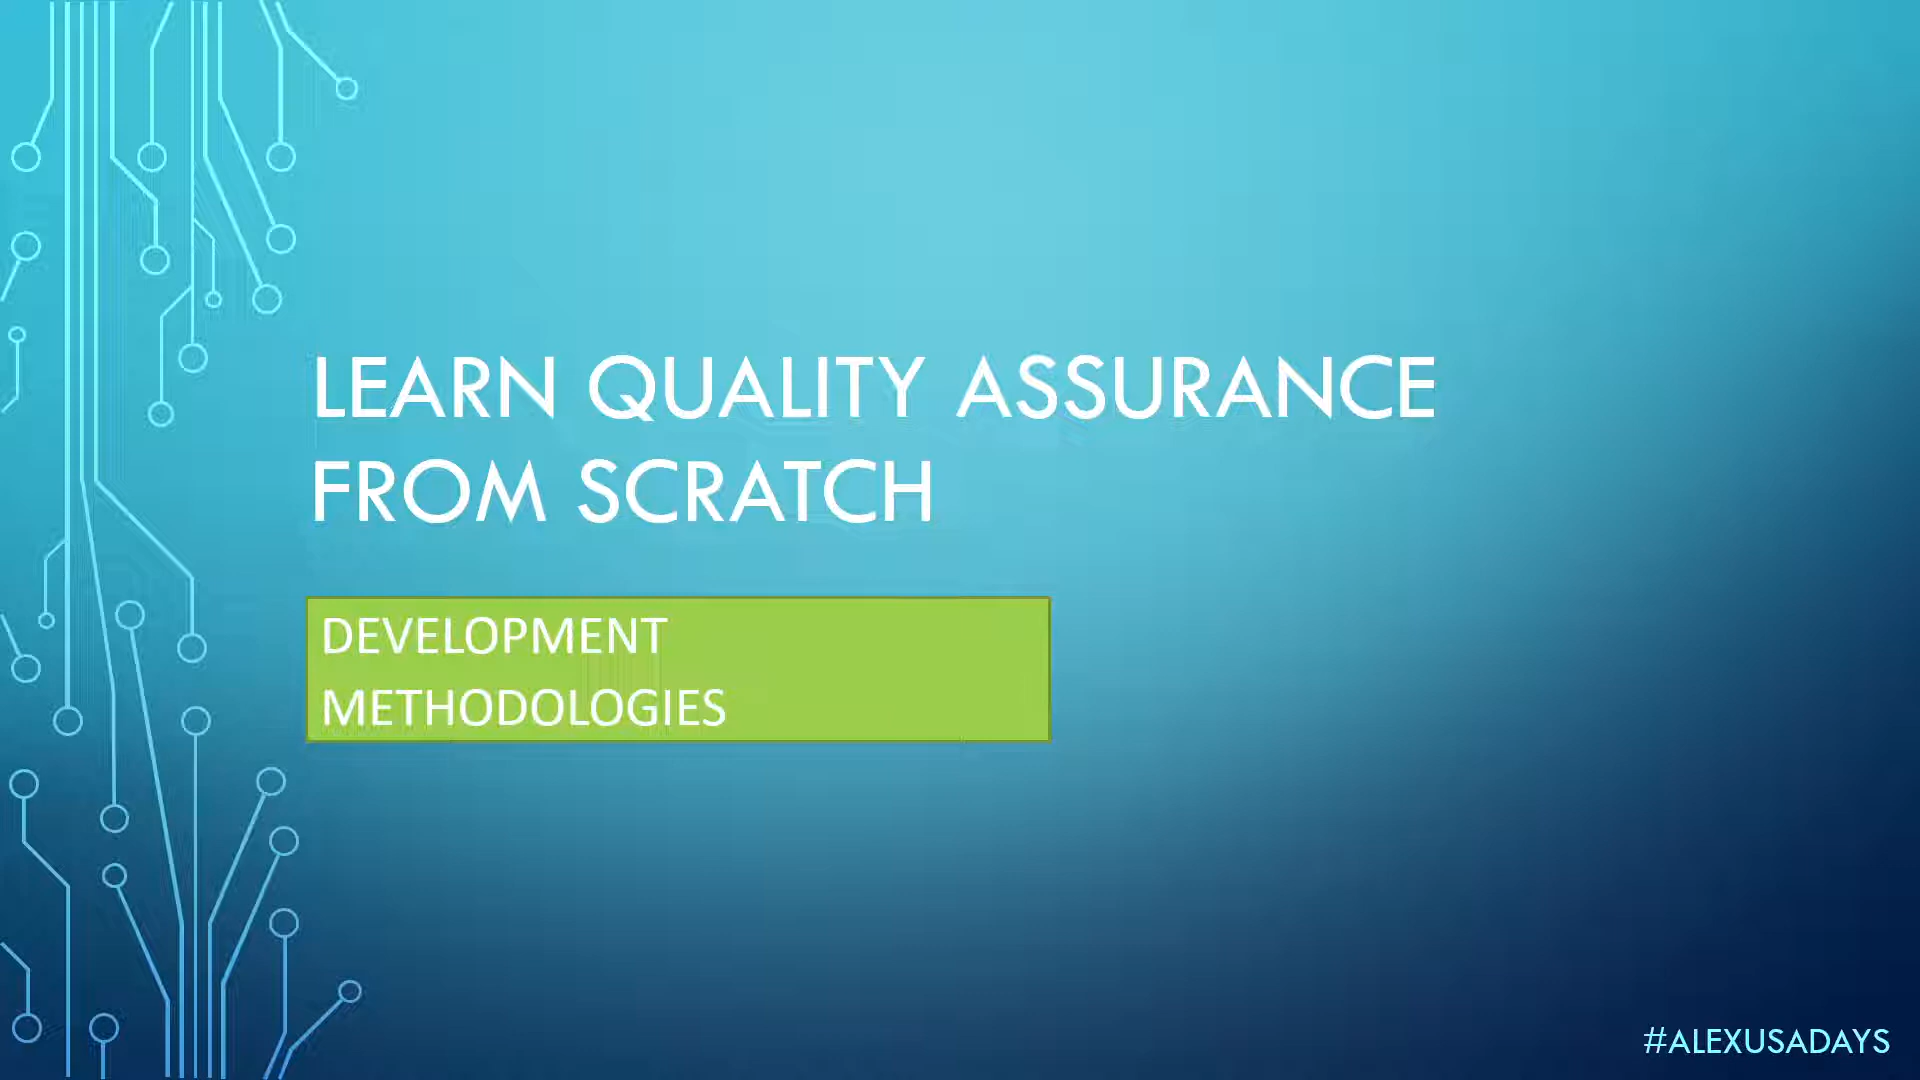 LEARN QUALITY ASSURANCE
FROM SCRATCH
DEVELOPMENT
METHODOLOGIES
#ALEXUSADAYS